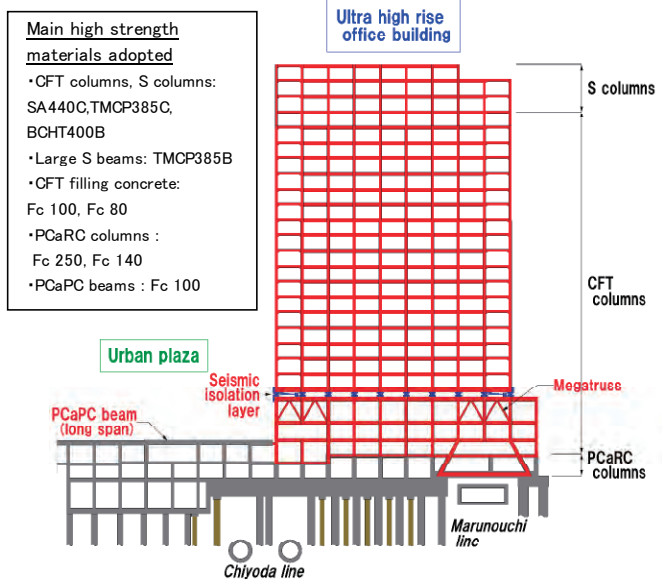 Main high strength
materials adopted
・CFT columns, S columns:
SA440C,TMCP385C,
BCHT400B
・Large S beams: TMCP385B
・CFT filling concrete:
Fc 100, Fc 80
・PCaRC columns :
Fc 250, Fc 140
・PCaPC beams : Fc 100
Ultra high rise
office building
S columns
CFT
columns
Urban plaza
Seismic
isolation
layer
Megatruss
PCaPC beam
(long span)
PCaRC
columns
Marunouchi
line
Chiyoda line